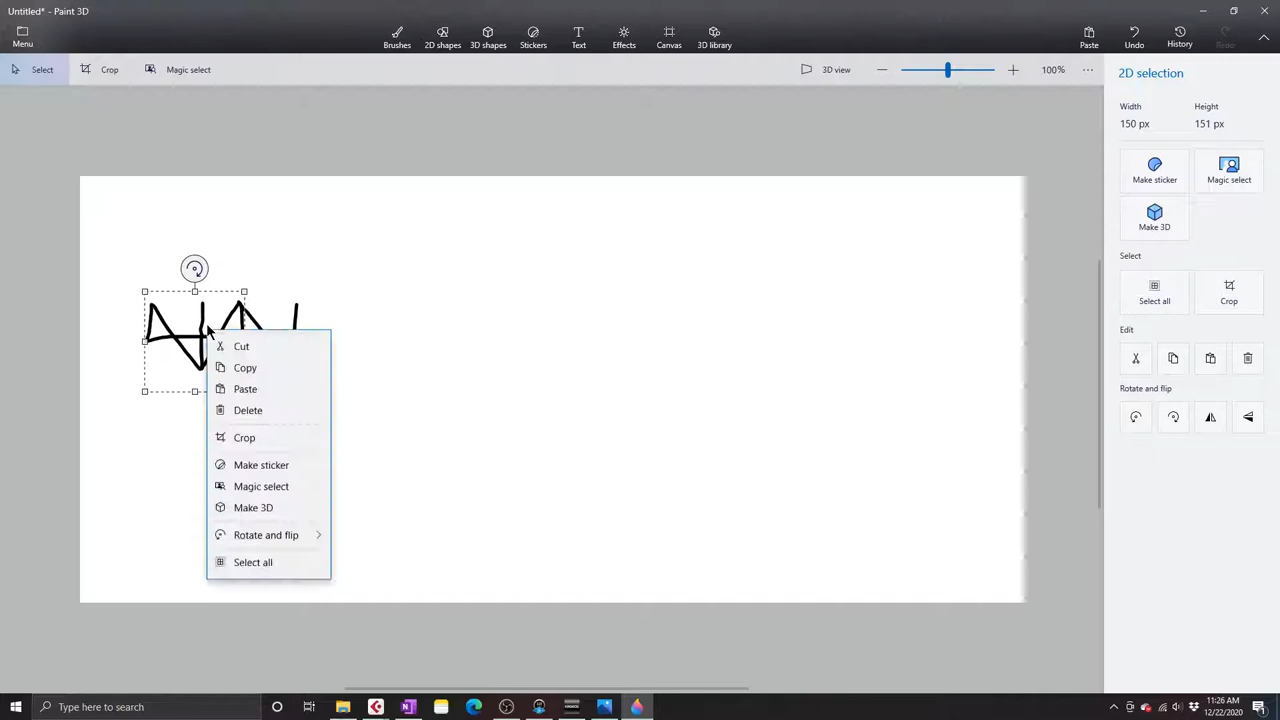 Untitled* - Paint 3D
Menu
Brushes
2D shapes
3D shapes
Stickers
Text
Effects
Canvas
3D library
Paste
Undo
History
Redo
Select
Crop
Magic select
3D view
100%
2D selection
Width
Height
150 px
151 px
Make sticker
Magic select
Make 3D
Select
Select all
Crop
Edit
Rotate and flip
Cut
Copy
Paste
Delete
Crop
Make sticker
Magic select
Make 3D
Rotate and flip
Select all
Type here to search
11:26 AM
12/22/2020